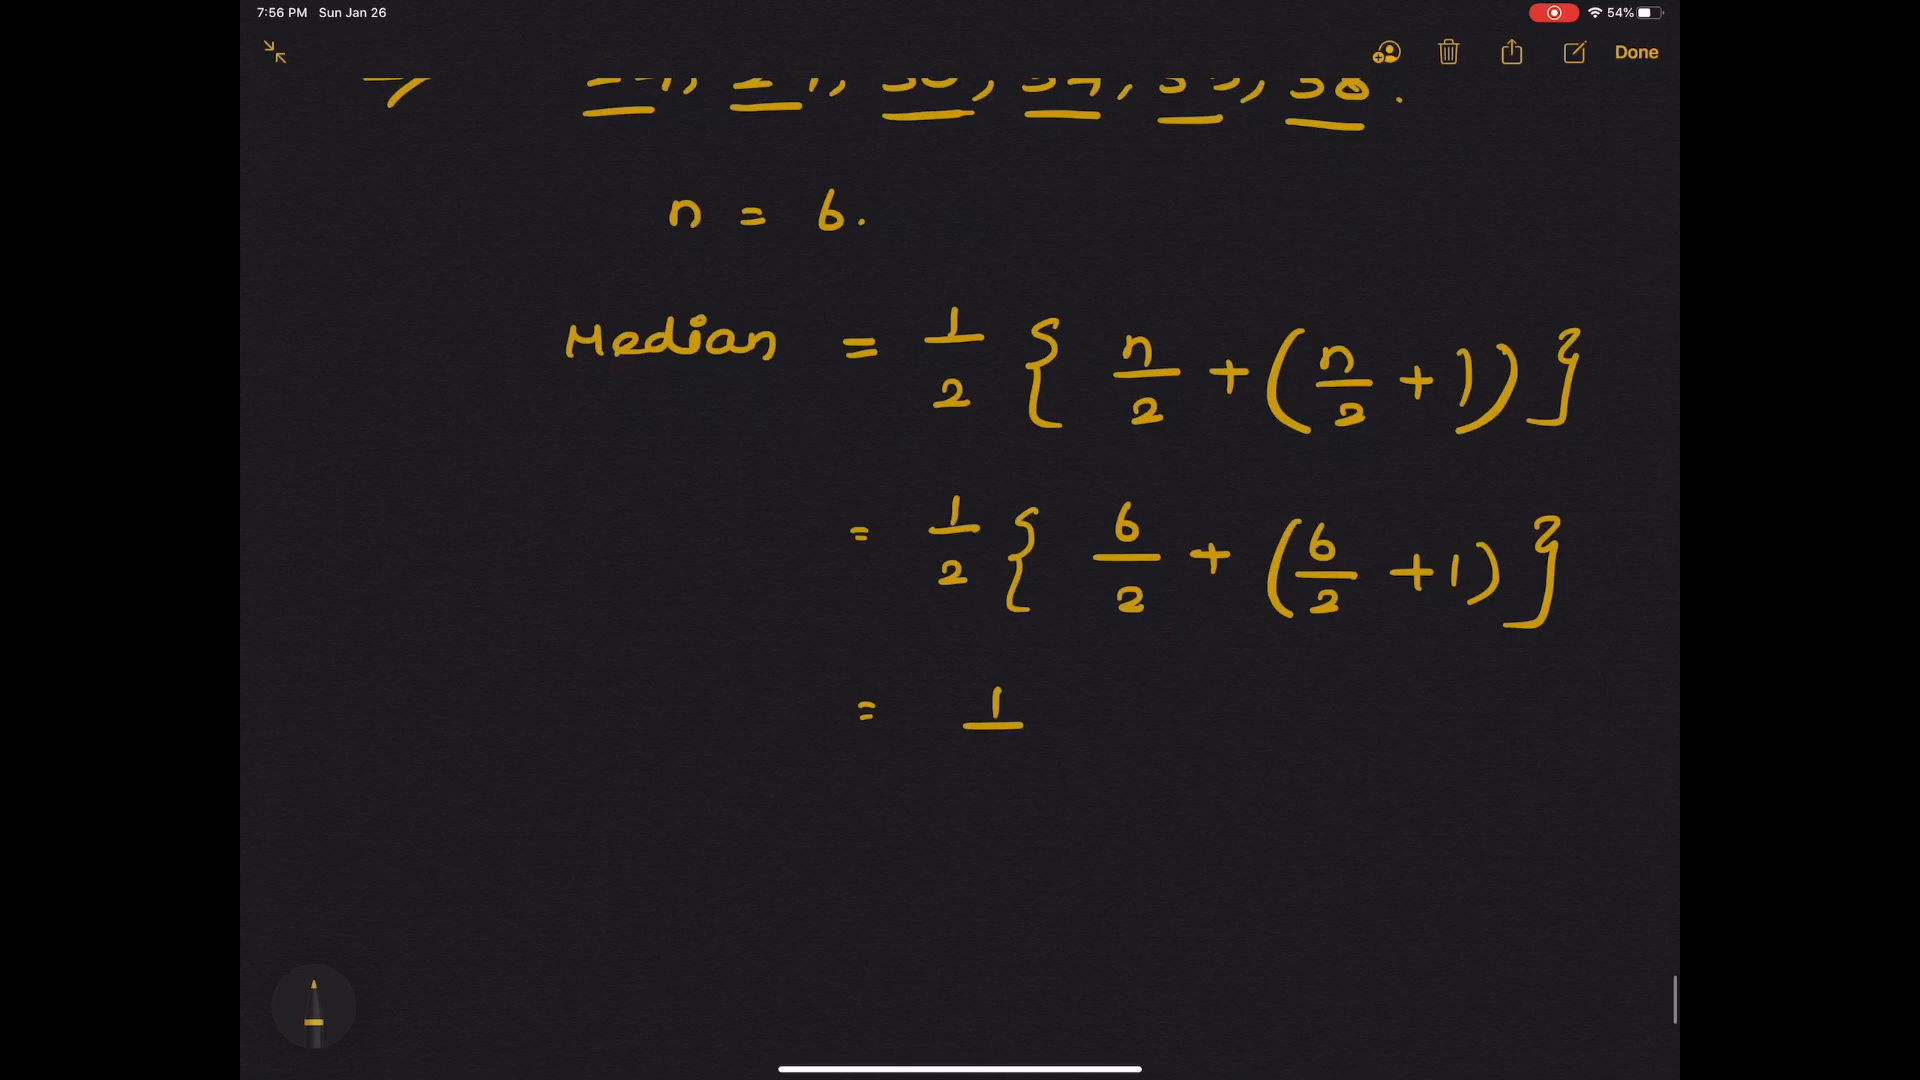 7:56 PM Sun Jan 26
54%
Done
n = 6.
Median = 1/2 { n/2 + (n/2 + 1) }
= 1/2 { 6/2 + (6/2 + 1) }
= 1